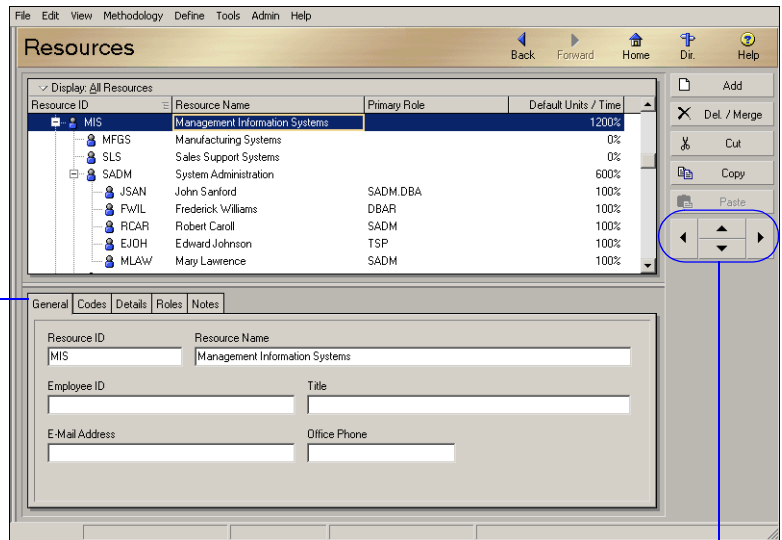 File Edit View Methodology Define Tools Admin Help
Resources
Back Forward Home Dir. Help
Display: All Resources
Resource ID Resource Name Primary Role Default Units / Time
MIS Management Information Systems 1200%
MFGS Manufacturing Systems 0%
SLS Sales Support Systems 0%
SADM System Administration 600%
JSAN John Sanford SADM.DBA 100%
FWIL Frederick Williams DBAR 100%
RCAR Robert Caroll SADM 100%
EJOH Edward Johnson TSP 100%
MLAW Mary Lawrence SADM 100%
Add
Del. / Merge
Cut
Copy
Paste
General Codes Details Roles Notes
Resource ID Resource Name
MIS Management Information Systems
Employee ID Title
E-Mail Address Office Phone